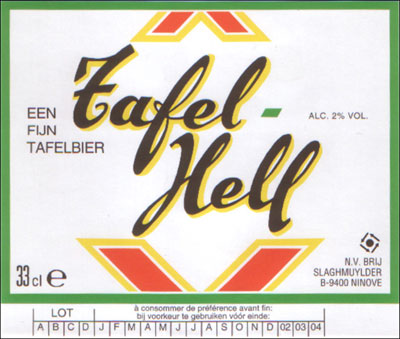 EEN
FIJN
TAFELBIER
Tafel-
Hell
ALC. 2% VOL.
33 cl e
N.V. BRIJ
SLAGHMUYLDER
B-9400 NINOVE
LOT
à consommer de préférence avant fin:
bij voorkeur te gebruiken vóór einde:
A B C D J F M A M J J A S O N D 02 03 04